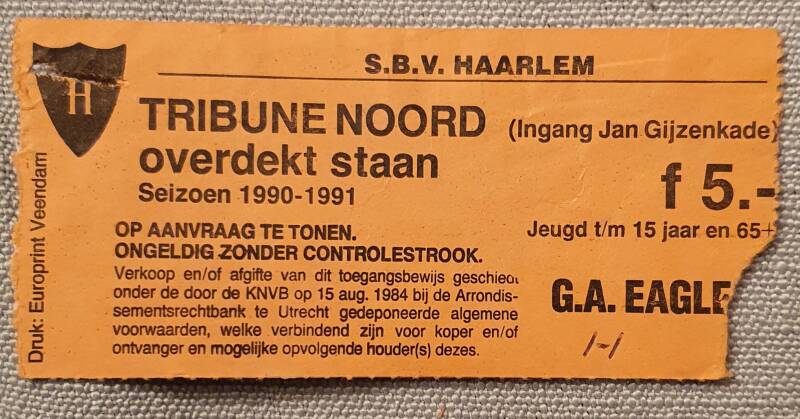 S.B.V. HAARLEM
H
TRIBUNE NOORD (Ingang Jan Gijzenkade)
overdekt staan
Seizoen 1990-1991
f 5.-
Jeugd t/m 15 jaar en 65+
OP AANVRAAG TE TONEN.
ONGELDIG ZONDER CONTROLESTROOK.
Verkoop en/of afgifte van dit toegangsbewijs geschiedt
onder de door de KNVB op 15 aug. 1984 bij de Arrondis-
sementsrechtbank te Utrecht gedeponeerde algemene
voorwaarden, welke verbindend zijn voor koper en/of
ontvanger en mogelijke opvolgende houder(s) dezes.
G.A. EAGLE
1-1
Druk: Europrint Veendam